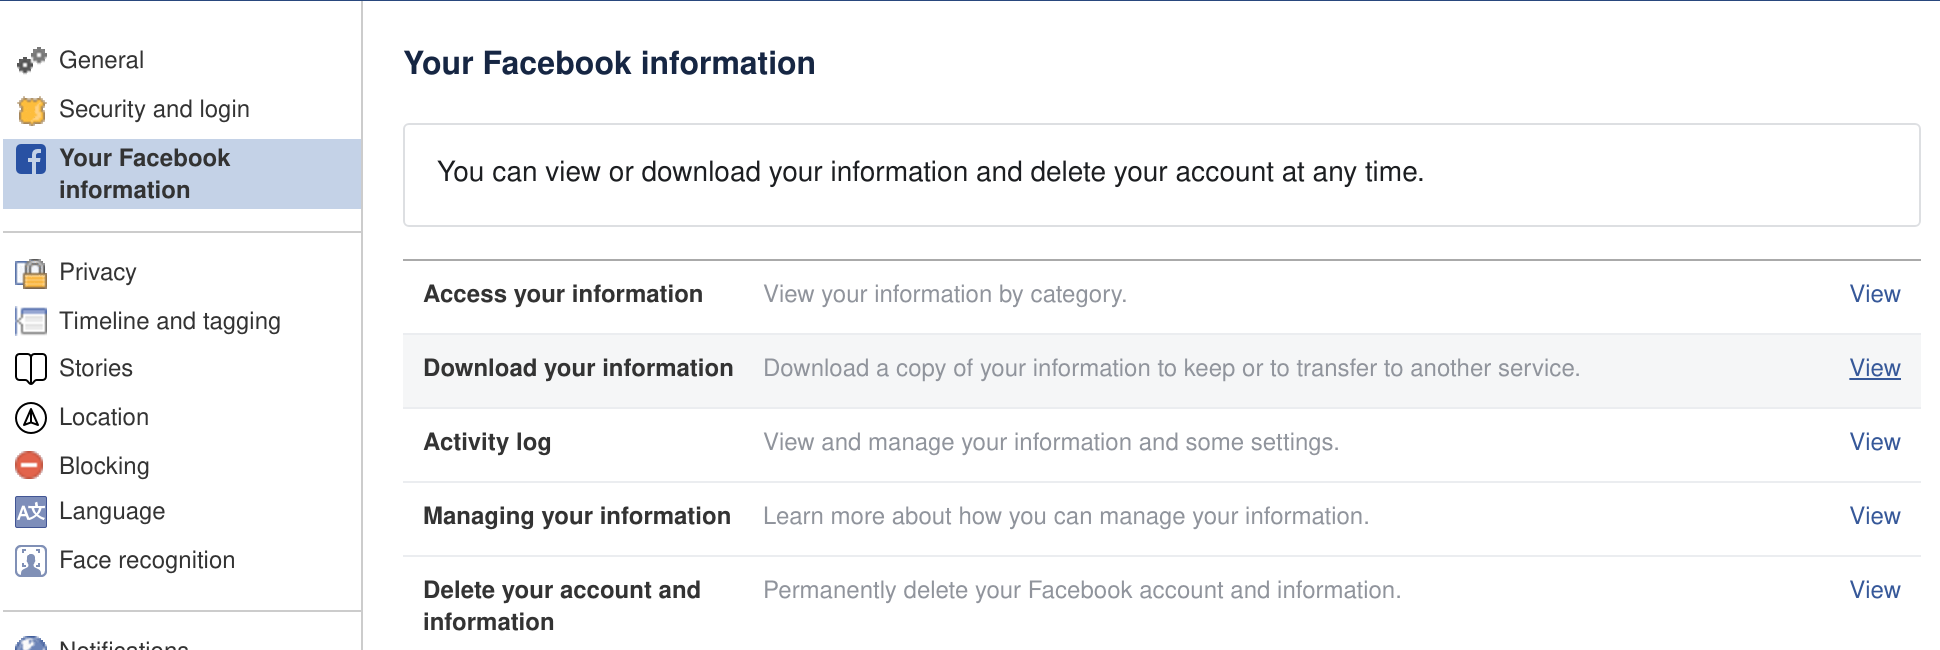 General
Security and login
Your Facebook
information
Privacy
Timeline and tagging
Stories
Location
Blocking
Language
Face recognition
Notifications
Your Facebook information
You can view or download your information and delete your account at any time.
Access your information View your information by category. View
Download your information Download a copy of your information to keep or to transfer to another service. View
Activity log View and manage your information and some settings. View
Managing your information Learn more about how you can manage your information. View
Delete your account and Permanently delete your Facebook account and information. View
information